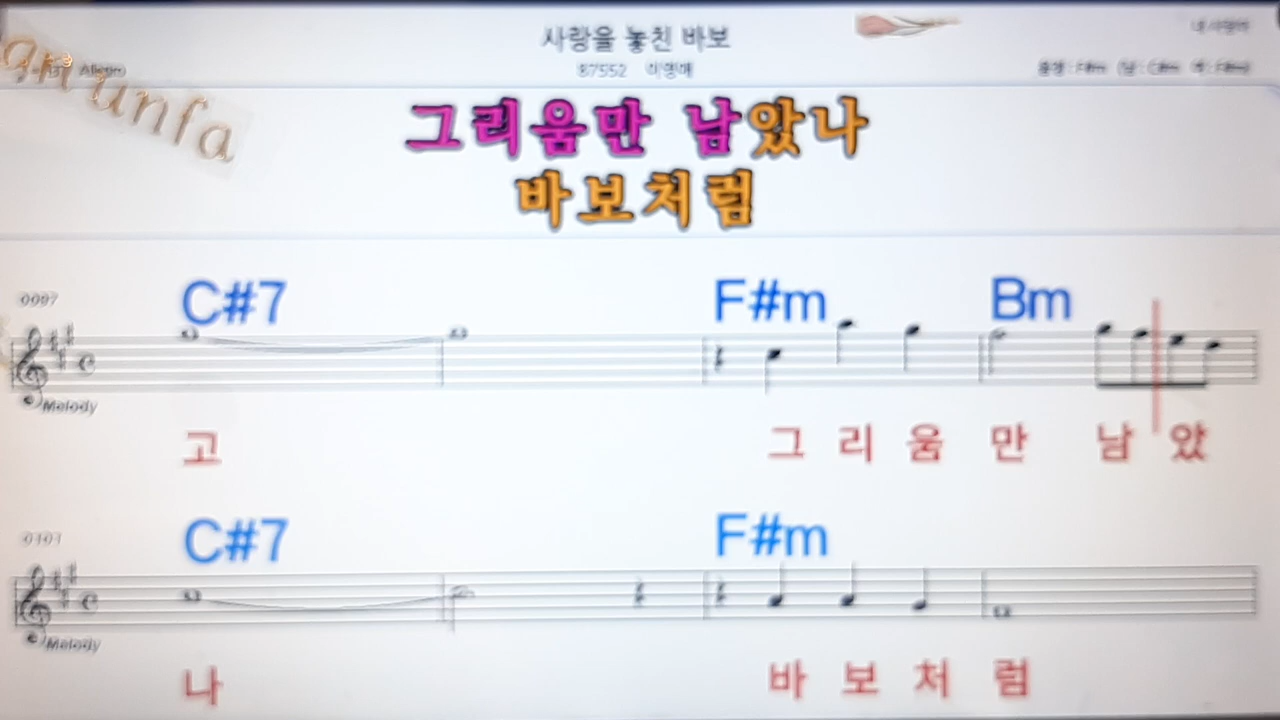 사랑을 놓친 바보
87552 이명애
Allegro
그리움만 남았나
바보처럼
0097
C#7 F#m Bm
Melody
고 그 리 움 만 남 았
0101
C#7 F#m
Melody
나 바 보 처 럼